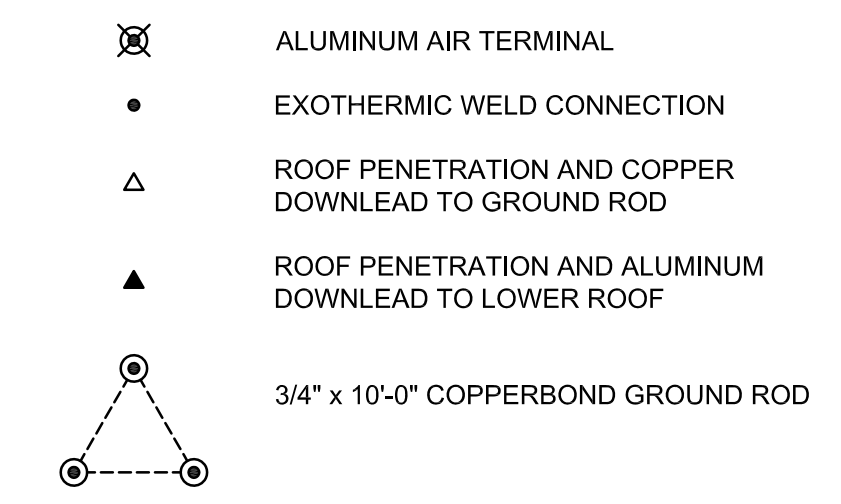 ALUMINUM AIR TERMINAL
EXOTHERMIC WELD CONNECTION
ROOF PENETRATION AND COPPER
DOWNLEAD TO GROUND ROD
ROOF PENETRATION AND ALUMINUM
DOWNLEAD TO LOWER ROOF
3/4" x 10'-0" COPPERBOND GROUND ROD